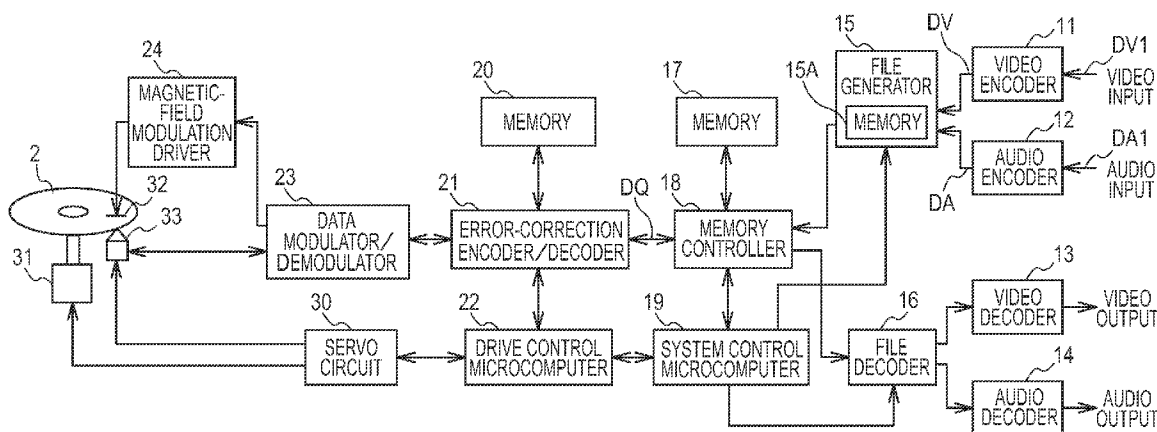 24
MAGNETIC-
FIELD
MODULATION
DRIVER
20
MEMORY
17
MEMORY
15
FILE
GENERATOR
15A
MEMORY
DV
11
VIDEO
ENCODER
DV1
VIDEO
INPUT
12
AUDIO
ENCODER
DA
DA1
AUDIO
INPUT
2
32
33
31
23
DATA
MODULATOR/
DEMODULATOR
21
ERROR-CORRECTION
ENCODER/DECODER
DQ
18
MEMORY
CONTROLLER
30
SERVO
CIRCUIT
22
DRIVE CONTROL
MICROCOMPUTER
19
SYSTEM CONTROL
MICROCOMPUTER
16
FILE
DECODER
13
VIDEO
DECODER
VIDEO
OUTPUT
14
AUDIO
DECODER
AUDIO
OUTPUT